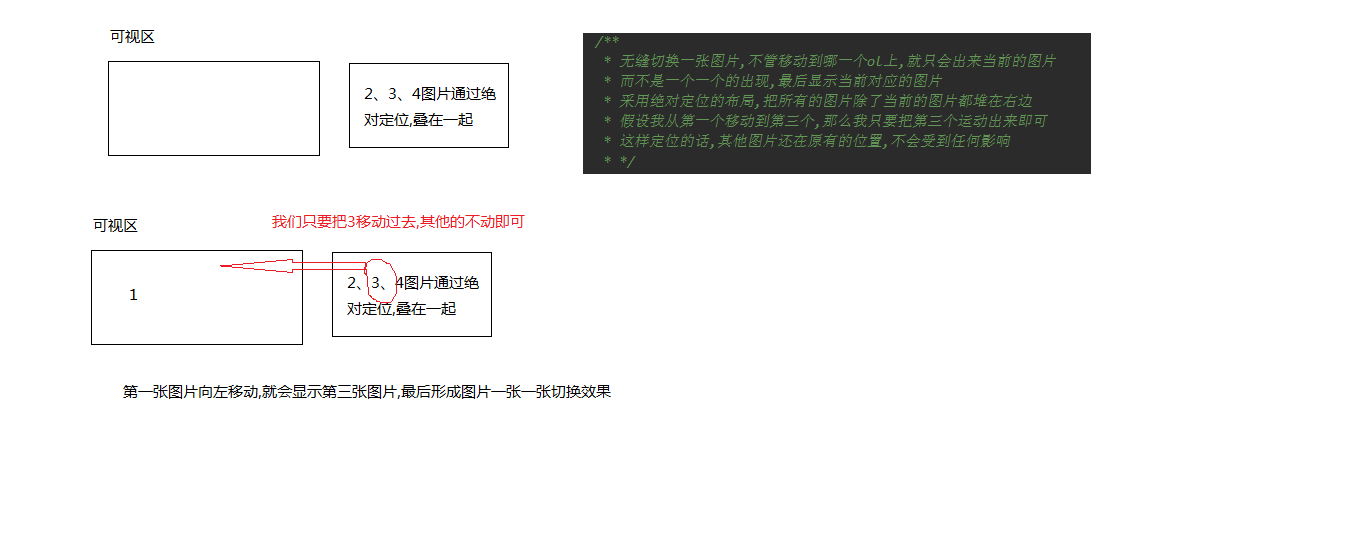 可视区
2、3、4图片通过绝
对定位,叠在一起
/**
* 无缝切换一张图片,不管移动到哪一个ol上,就只会出来当前的图片
* 而不是一个一个的出现,最后显示当前对应的图片
* 采用绝对定位的布局,把所有的图片除了当前的图片都堆在右边
* 假设我从第一个移动到第三个,那么我只要把第三个运动出来即可
* 这样定位的话,其他图片还在原有的位置,不会受到任何影响
* */
可视区
我们只要把3移动过去,其他的不动即可
1
2、3、4图片通过绝
对定位,叠在一起
第一张图片向左移动,就会显示第三张图片,最后形成图片一张一张切换效果